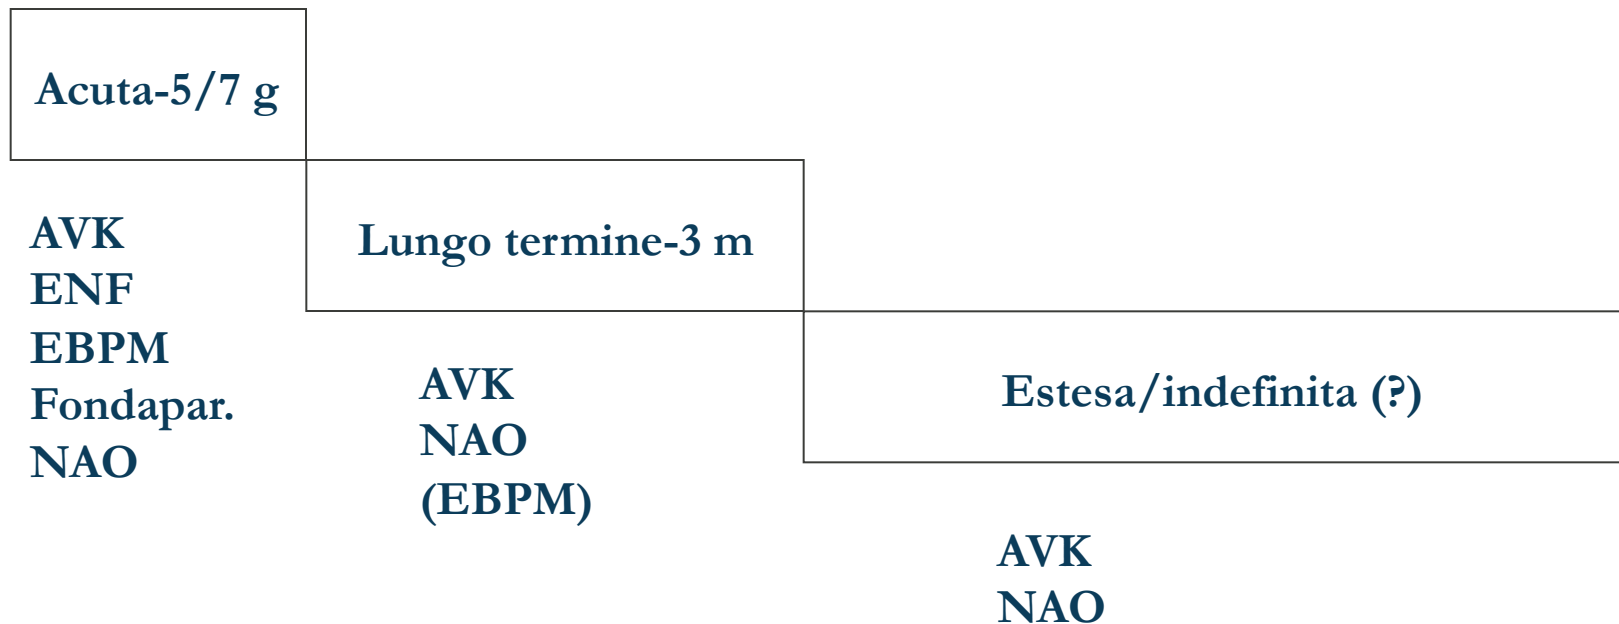 Acuta-5/7 g
AVK
ENF
EBPM
Fondapar.
NAO
Lungo termine-3 m
AVK
NAO
(EBPM)
Estesa/indefinita (?)
AVK
NAO